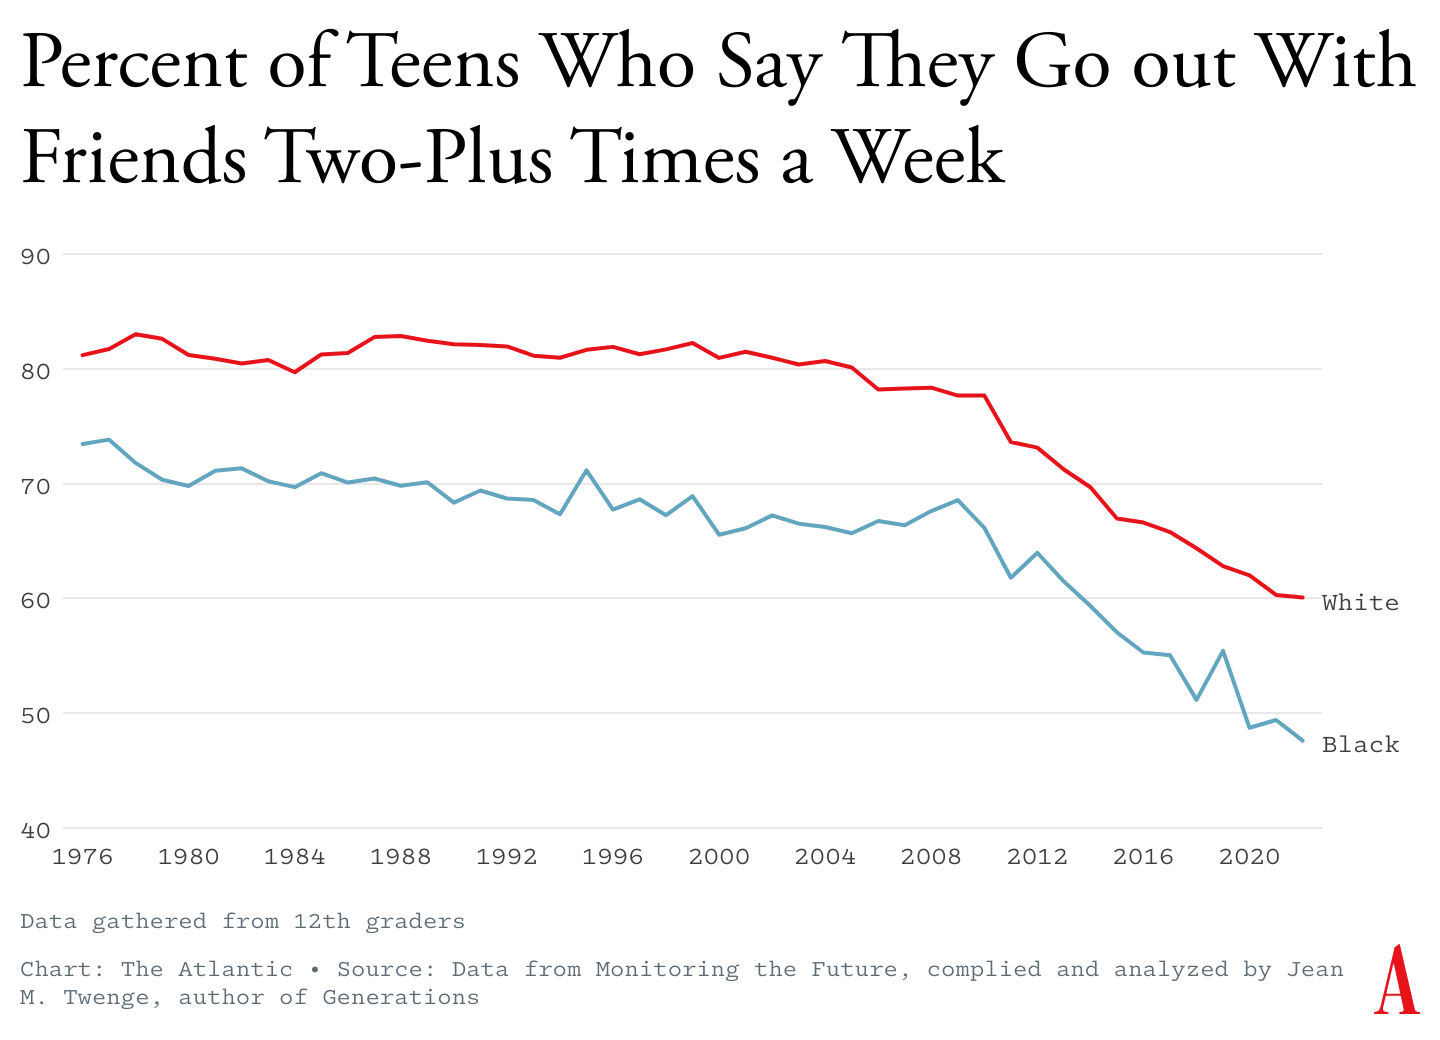 Percent of Teens Who Say They Go out With
Friends Two-Plus Times a Week
90
80
70
60
50
40
White
Black
1976 1980 1984 1988 1992 1996 2000 2004 2008 2012 2016 2020
Data gathered from 12th graders
Chart: The Atlantic • Source: Data from Monitoring the Future, complied and analyzed by Jean
M. Twenge, author of Generations
A